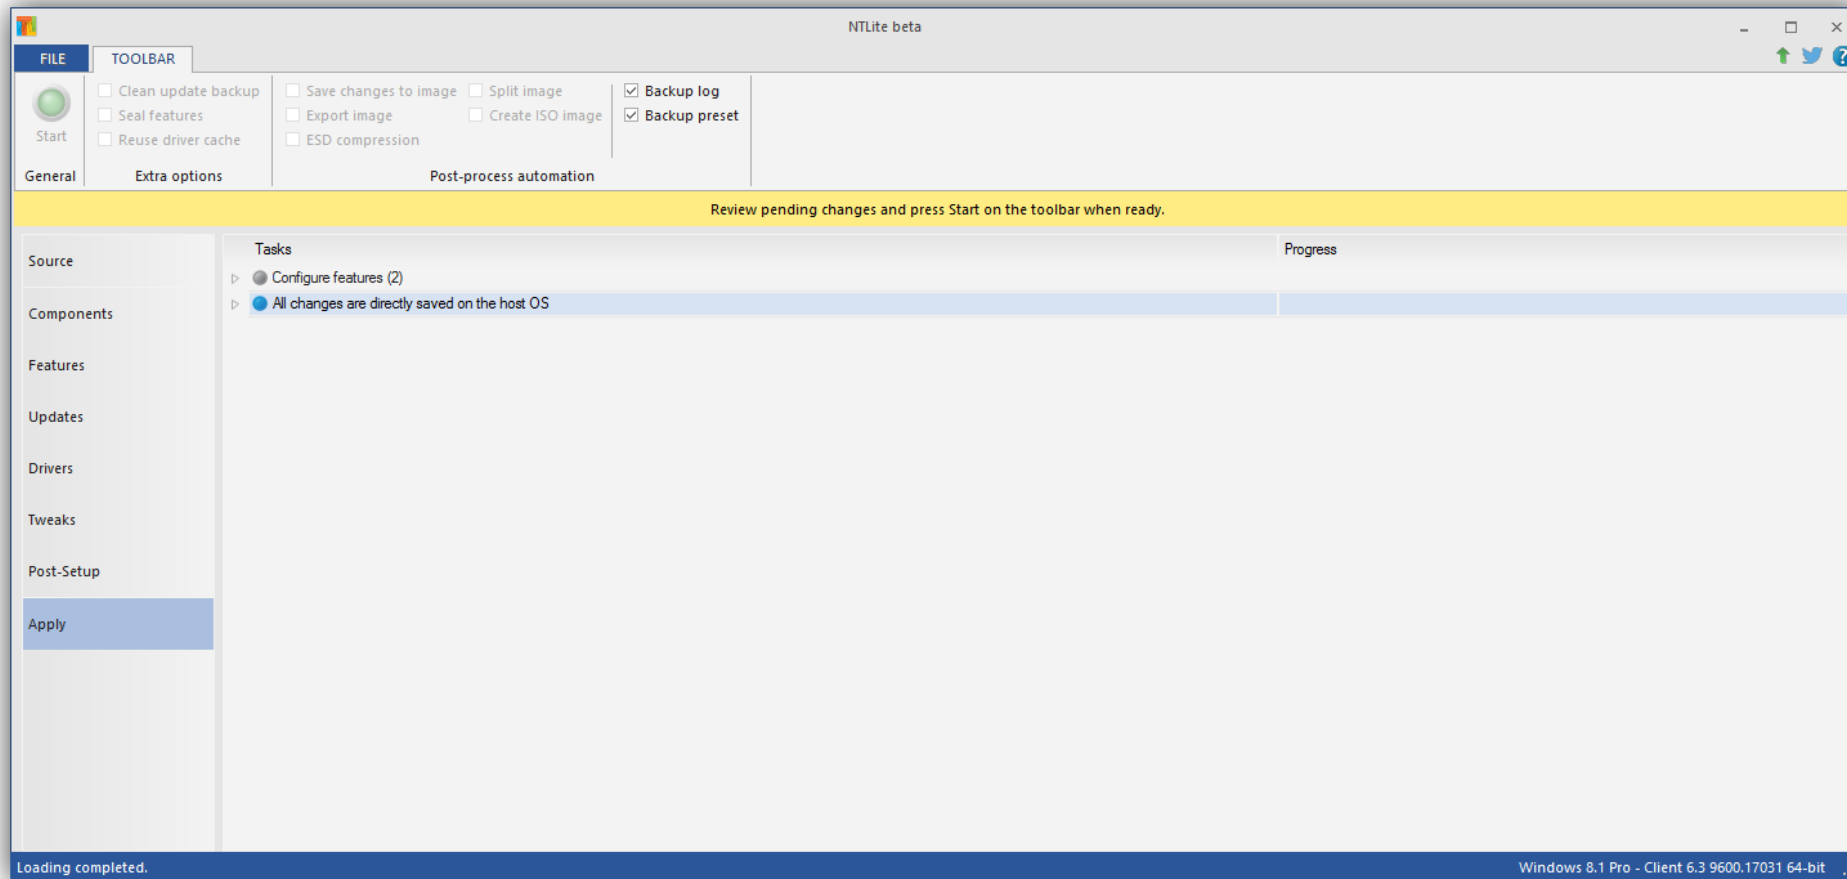 NTLite beta
FILE TOOLBAR
Clean update backup Save changes to image Split image Backup log
Seal features Export image Create ISO image Backup preset
Start Reuse driver cache ESD compression
General Extra options Post-process automation
Review pending changes and press Start on the toolbar when ready.
Source
Components
Features
Updates
Drivers
Tweaks
Post-Setup
Apply
Tasks Progress
Configure features (2)
All changes are directly saved on the host OS
Loading completed. Windows 8.1 Pro - Client 6.3 9600.17031 64-bit